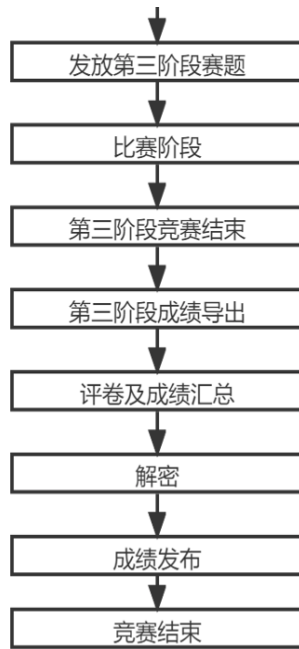 发放第三阶段赛题
比赛阶段
第三阶段竞赛结束
第三阶段成绩导出
评卷及成绩汇总
解密
成绩发布
竞赛结束